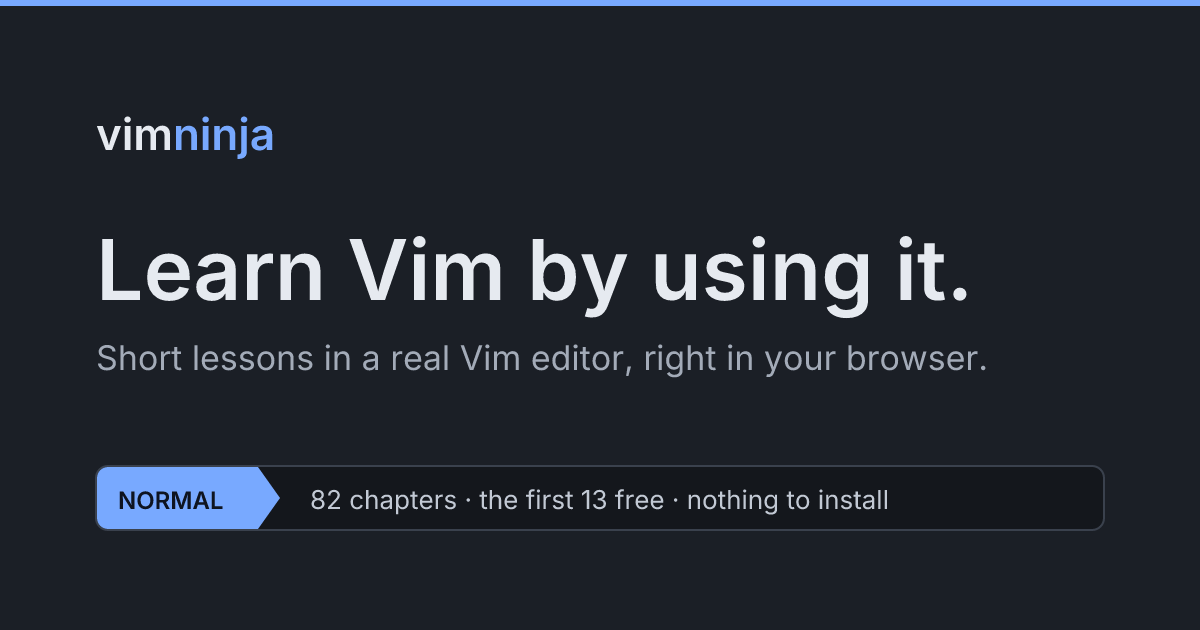 vimninja
Learn Vim by using it.
Short lessons in a real Vim editor, right in your browser.
NORMAL 82 chapters · the first 13 free · nothing to install